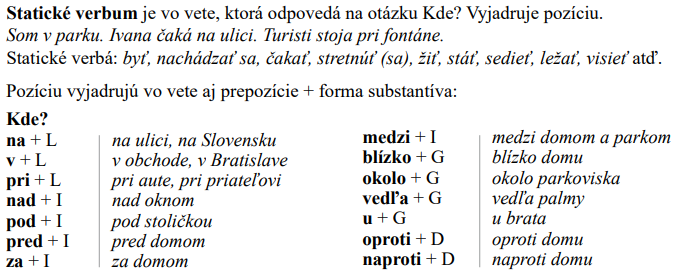 Statické verbum je vo vete, ktorá odpovedá na otázku Kde? Vyjadruje pozíciu.
Som v parku. Ivana čaká na ulici. Turisti stoja pri fontáne.
Statické verbá: byť, nachádzať sa, čakať, stretnúť (sa), žiť, stáť, sedieť, ležať, visieť atď.
Pozíciu vyjadrujú vo vete aj prepozície + forma substantíva:
Kde?
na + L na ulici, na Slovensku
v + L v obchode, v Bratislave
pri + L pri aute, pri priateľovi
nad + I nad oknom
pod + I pod stoličkou
pred + I pred domom
za + I za domom
medzi + I medzi domom a parkom
blízko + G blízko domu
okolo + G okolo parkoviska
vedľa + G vedľa palmy
u + G u brata
oproti + D oproti domu
naproti + D naproti domu